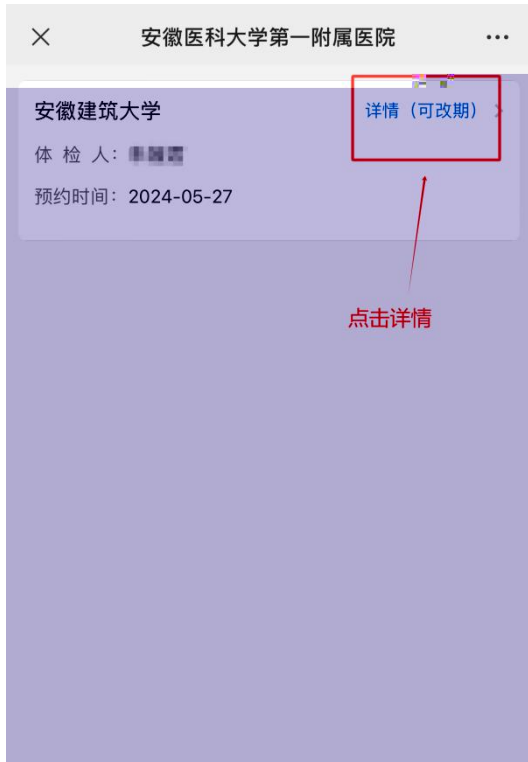 安徽医科大学第一附属医院
安徽建筑大学 详情（可改期）
体 检 人：
预约时间：2024-05-27
点击详情